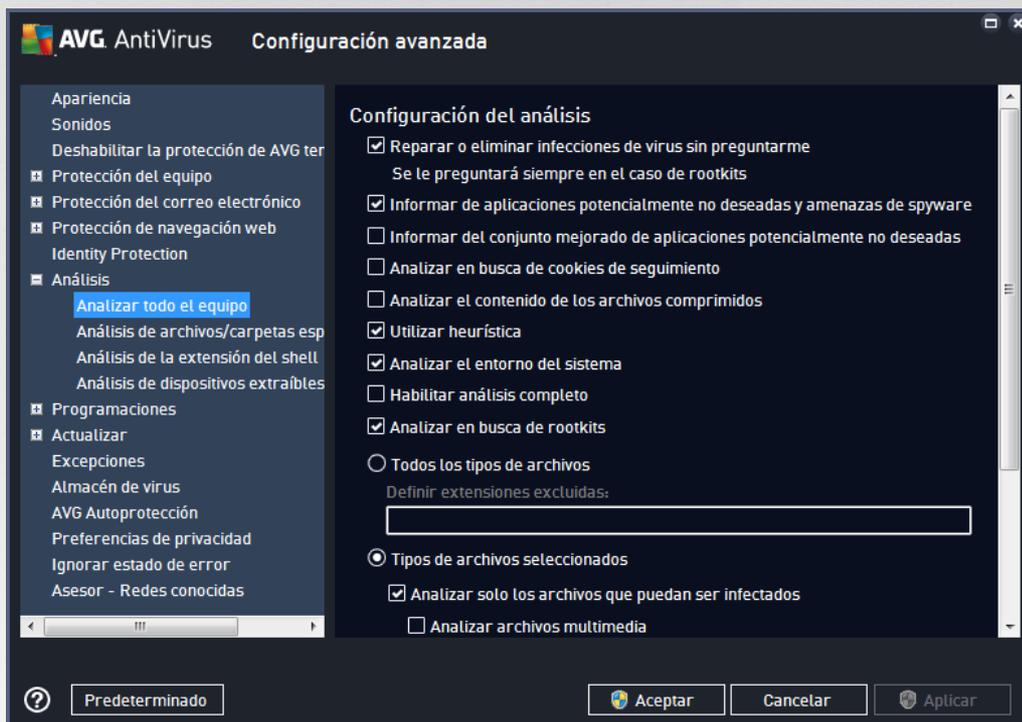 AVG AntiVirus Configuración avanzada
Apariencia
Sonidos
Deshabilitar la protección de AVG ter
Protección del equipo
Protección del correo electrónico
Protección de navegación web
Identity Protection
Análisis
Analizar todo el equipo
Análisis de archivos/carpetas esp
Análisis de la extensión del shell
Análisis de dispositivos extraíbles
Programaciones
Actualizar
Excepciones
Almacén de virus
AVG Autoprotección
Preferencias de privacidad
Ignorar estado de error
Asesor - Redes conocidas
Configuración del análisis
Reparar o eliminar infecciones de virus sin preguntarme
Se le preguntará siempre en el caso de rootkits
Informar de aplicaciones potencialmente no deseadas y amenazas de spyware
Informar del conjunto mejorado de aplicaciones potencialmente no deseadas
Analizar en busca de cookies de seguimiento
Analizar el contenido de los archivos comprimidos
Utilizar heurística
Analizar el entorno del sistema
Habilitar análisis completo
Analizar en busca de rootkits
Todos los tipos de archivos
Definir extensiones excluidas:
Tipos de archivos seleccionados
Analizar solo los archivos que puedan ser infectados
Analizar archivos multimedia
? Predeterminado Aceptar Cancelar Aplicar